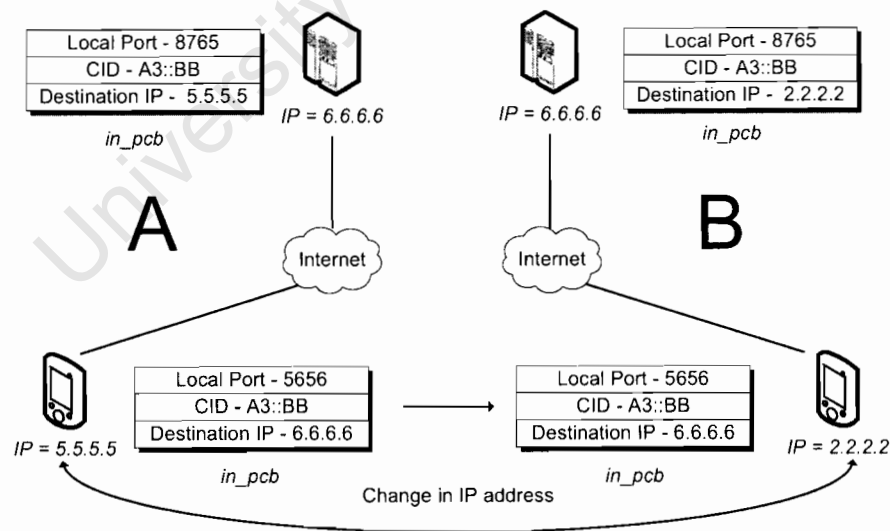 Local Port - 8765
CID - A3::BB
Destination IP - 5.5.5.5
in_pcb
IP = 6.6.6.6
IP = 6.6.6.6
Local Port - 8765
CID - A3::BB
Destination IP - 2.2.2.2
in_pcb
University
A
B
Internet
Internet
Local Port - 5656
CID - A3::BB
Destination IP - 6.6.6.6
in_pcb
IP = 5.5.5.5
Local Port - 5656
CID - A3::BB
Destination IP - 6.6.6.6
in_pcb
IP = 2.2.2.2
Change in IP address